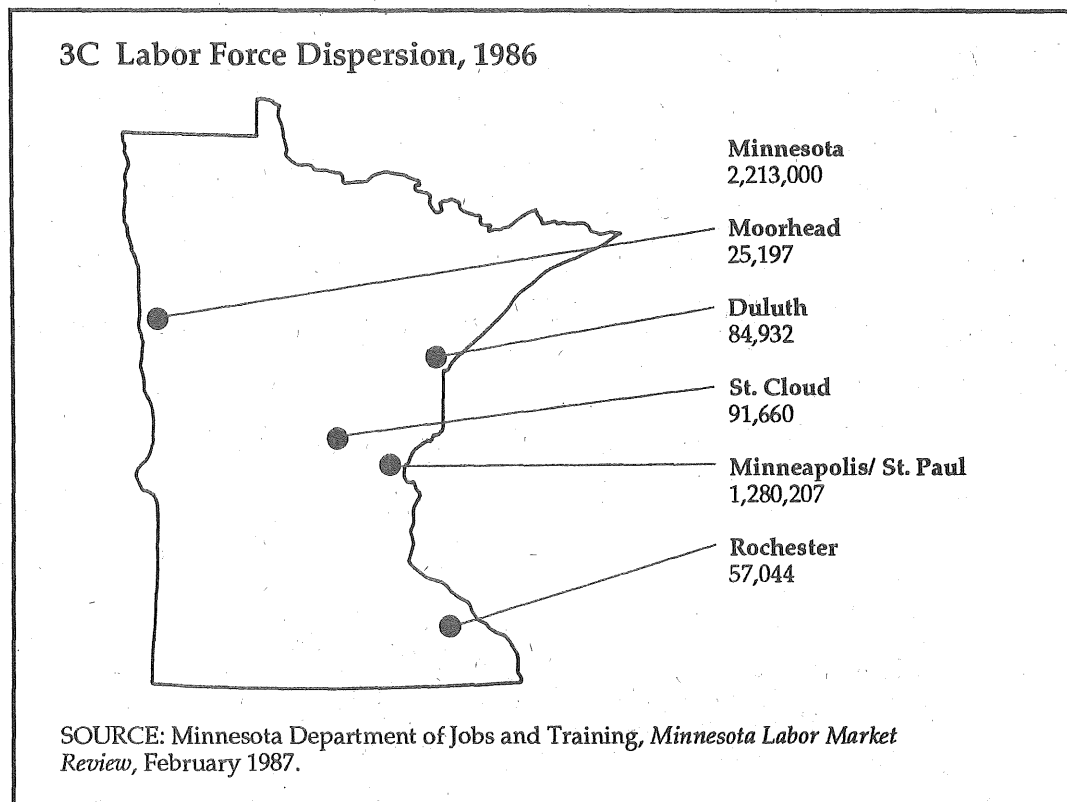 3C Labor Force Dispersion, 1986
Minnesota
2,213,000
Moorhead
25,197
Duluth
84,932
St. Cloud
91,660
Minneapolis/ St. Paul
1,280,207
Rochester
57,044
SOURCE: Minnesota Department of Jobs and Training, Minnesota Labor Market
Review, February 1987.